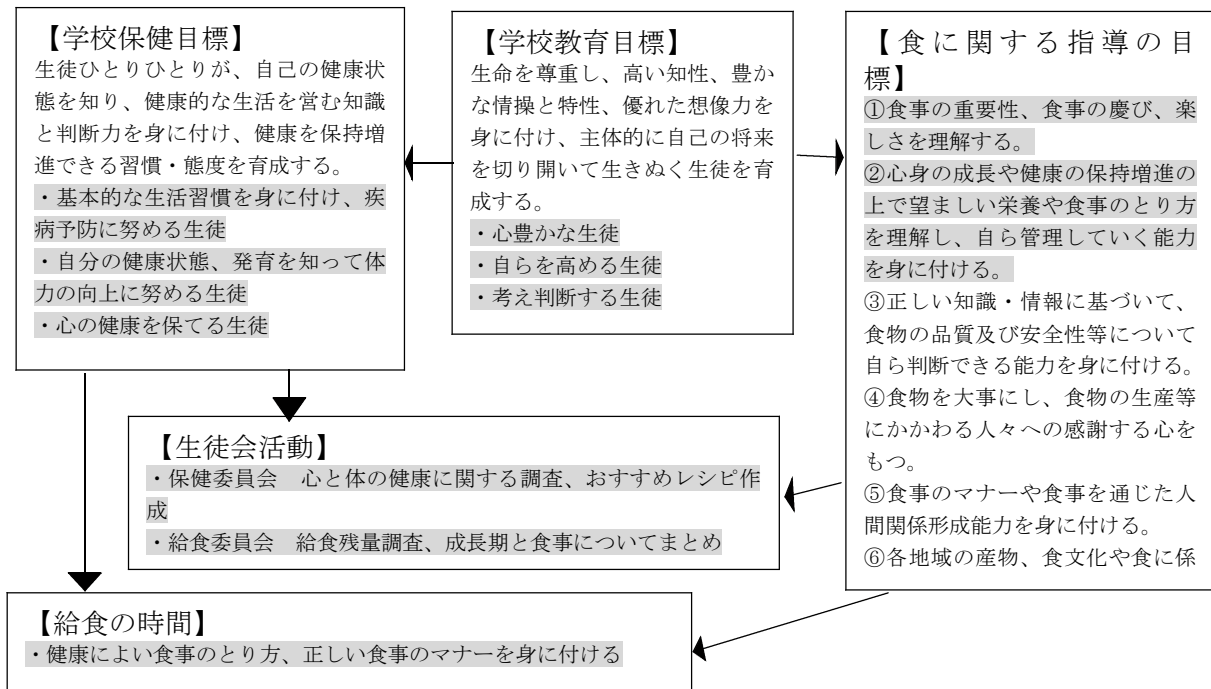 【学校保健目標】
生徒ひとりひとりが、自己の健康状
態を知り、健康的な生活を営む知識
と判断力を身に付け、健康を保持増
進できる習慣・態度を育成する。
・基本的な生活習慣を身に付け、疾
病予防に努める生徒
・自分の健康状態、発育を知って体
力の向上に努める生徒
・心の健康を保てる生徒
【学校教育目標】
生命を尊重し、高い知性、豊か
な情操と特性、優れた想像力を
身に付け、主体的に自己の将来
を切り開いて生きぬく生徒を育
成する。
・心豊かな生徒
・自らを高める生徒
・考え判断する生徒
【食に関する指導の目
標】
①食事の重要性、食事の慶び、楽
しさを理解する。
②心身の成長や健康の保持増進の
上で望ましい栄養や食事のとり方
を理解し、自ら管理していく能力
を身に付ける。
③正しい知識・情報に基づいて、
食物の品質及び安全性等について
自ら判断できる能力を身に付ける。
④食物を大事にし、食物の生産等
にかかわる人々への感謝する心を
もつ。
⑤食事のマナーや食事を通じた人
間関係形成能力を身に付ける。
⑥各地域の産物、食文化や食に係
【生徒会活動】
・保健委員会　心と体の健康に関する調査、おすすめレシピ作
成
・給食委員会　給食残量調査、成長期と食事についてまとめ
【給食の時間】
・健康によい食事のとり方、正しい食事のマナーを身に付ける